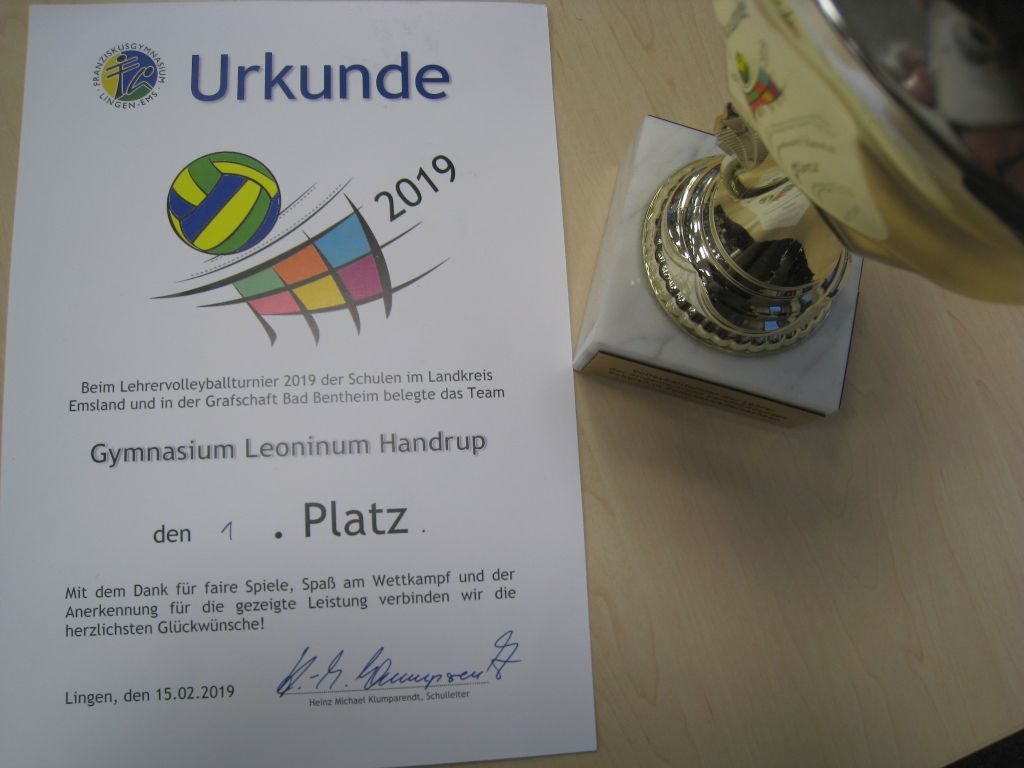 FRANZISKUSGYMNASIUM
· LINGEN-EMS ·
Urkunde
2019
Beim Lehrervolleyballturnier 2019 der Schulen im Landkreis
Emsland und in der Grafschaft Bad Bentheim belegte das Team
Gymnasium Leoninum Handrup
den 1 . Platz .
Mit dem Dank für faire Spiele, Spaß am Wettkampf und der
Anerkennung für die gezeigte Leistung verbinden wir die
herzlichsten Glückwünsche!
Lingen, den 15.02.2019
Heinz Michael Klumparendt, Schulleiter